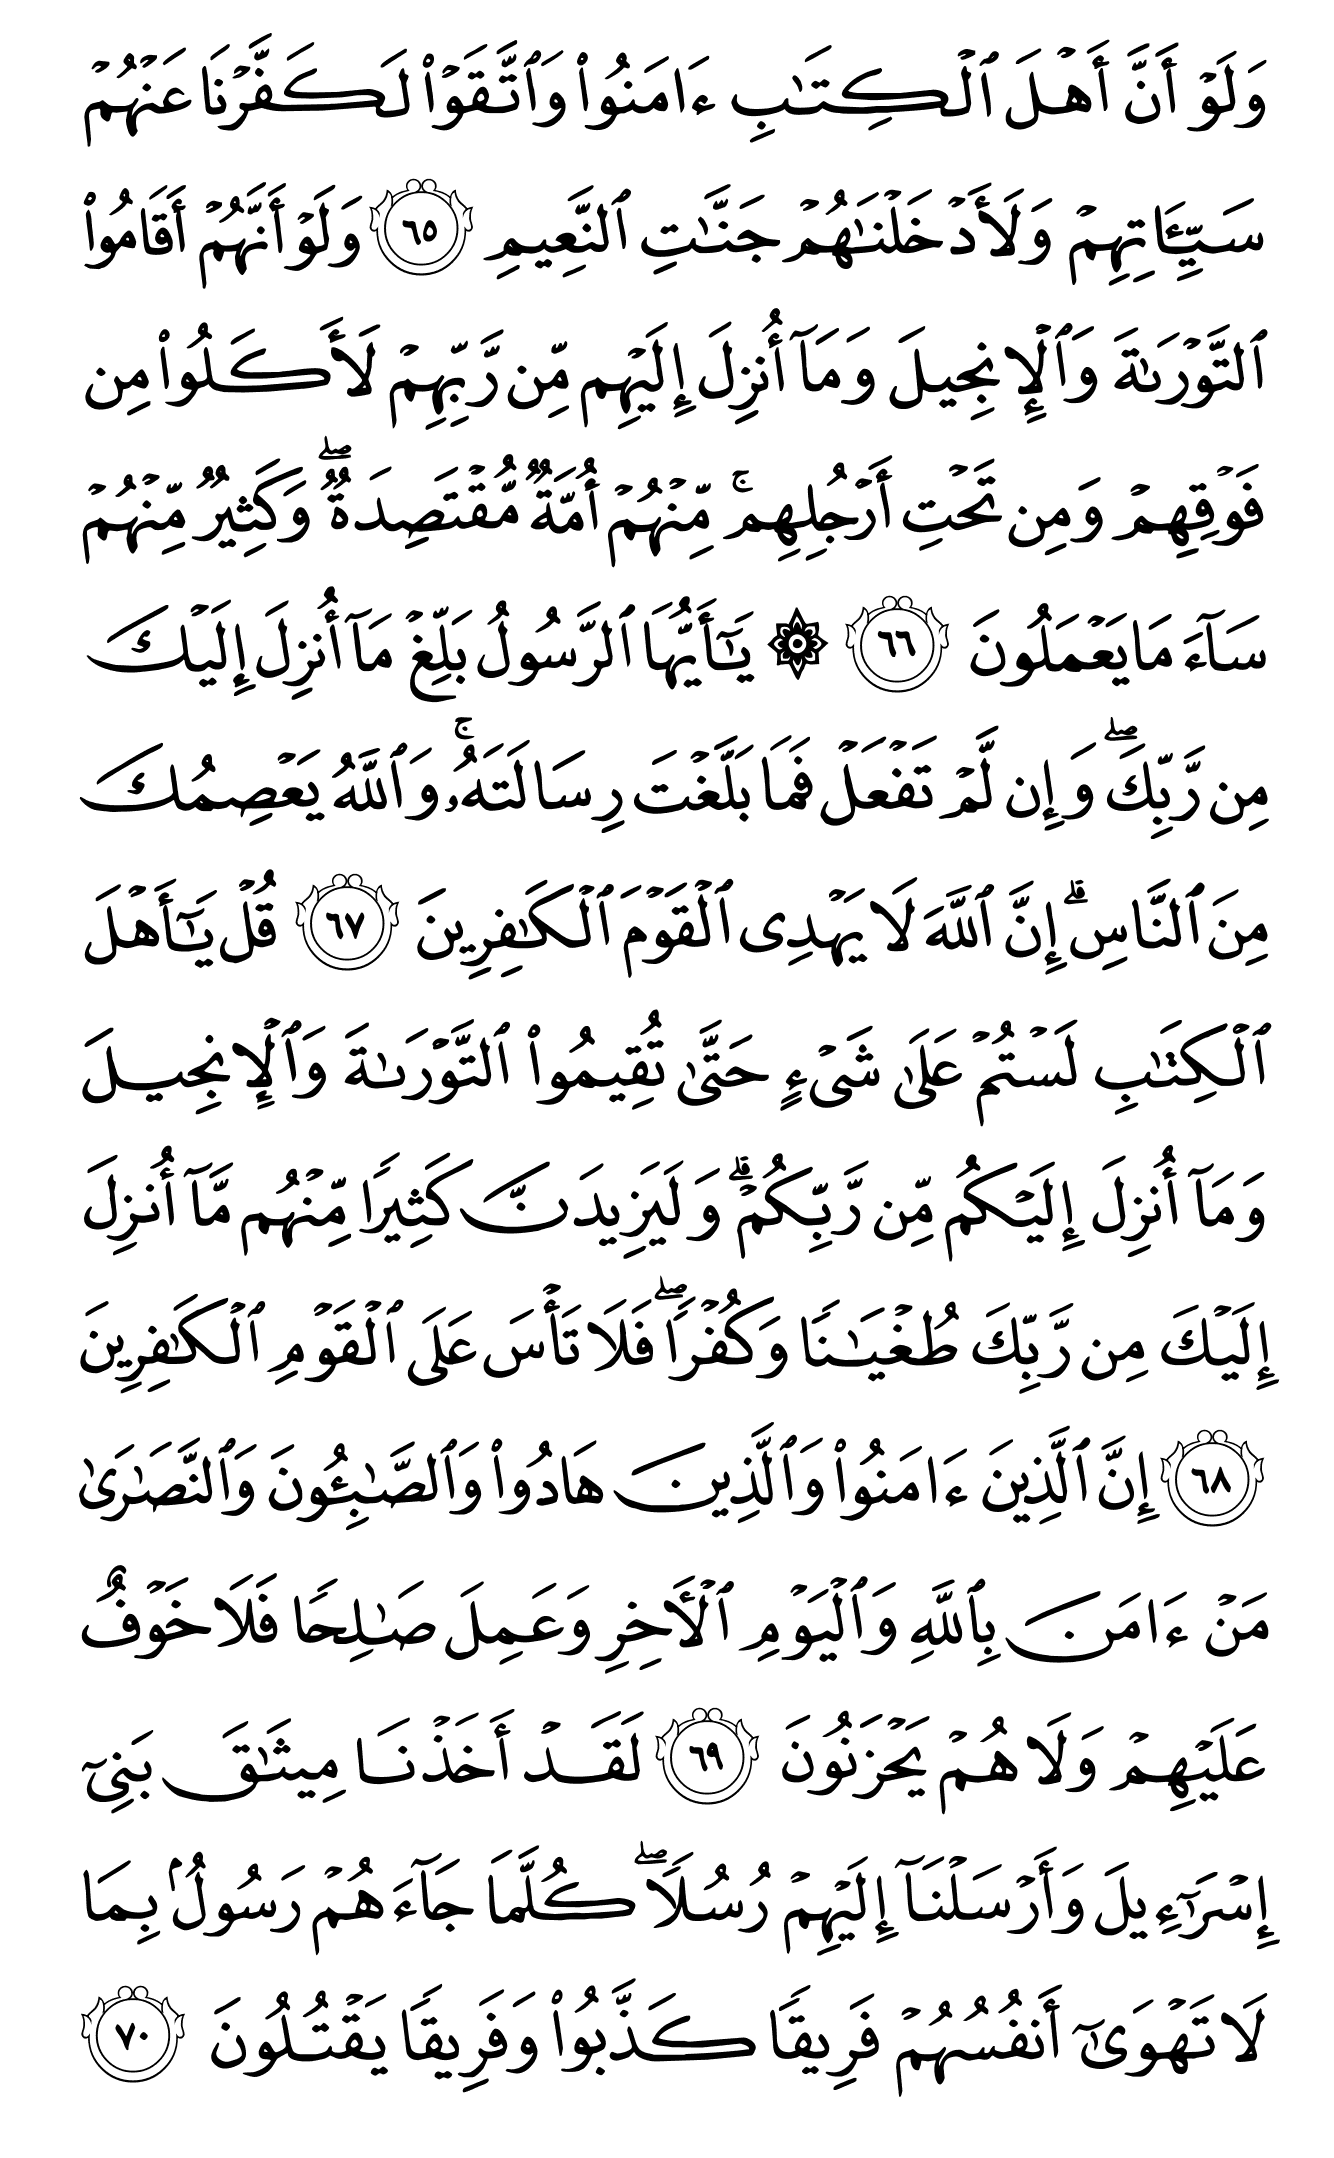 وَلَوْ أَنَّ أَهْلَ ٱلْكِتَٰبِ ءَامَنُوا۟ وَٱتَّقَوْا۟ لَكَفَّرْنَا عَنْهُمْ
سَيِّـَٔاتِهِمْ وَلَأَدْخَلْنَٰهُمْ جَنَّٰتِ ٱلنَّعِيمِ ٦٥ وَلَوْ أَنَّهُمْ أَقَامُوا۟
ٱلتَّوْرَىٰةَ وَٱلْإِنجِيلَ وَمَآ أُنزِلَ إِلَيْهِم مِّن رَّبِّهِمْ لَأَكَلُوا۟ مِن
فَوْقِهِمْ وَمِن تَحْتِ أَرْجُلِهِم ۚ مِّنْهُمْ أُمَّةٌ مُّقْتَصِدَةٌ ۖ وَكَثِيرٌ مِّنْهُمْ
سَآءَ مَا يَعْمَلُونَ ٦٦ ۞ يَٰٓأَيُّهَا ٱلرَّسُولُ بَلِّغْ مَآ أُنزِلَ إِلَيْكَ
مِن رَّبِّكَ ۖ وَإِن لَّمْ تَفْعَلْ فَمَا بَلَّغْتَ رِسَالَتَهُۥ ۚ وَٱللَّهُ يَعْصِمُكَ
مِنَ ٱلنَّاسِ ۗ إِنَّ ٱللَّهَ لَا يَهْدِى ٱلْقَوْمَ ٱلْكَٰفِرِينَ ٦٧ قُلْ يَٰٓأَهْلَ
ٱلْكِتَٰبِ لَسْتُمْ عَلَىٰ شَىْءٍ حَتَّىٰ تُقِيمُوا۟ ٱلتَّوْرَىٰةَ وَٱلْإِنجِيلَ
وَمَآ أُنزِلَ إِلَيْكُم مِّن رَّبِّكُمْ ۗ وَلَيَزِيدَنَّ كَثِيرًا مِّنْهُم مَّآ أُنزِلَ
إِلَيْكَ مِن رَّبِّكَ طُغْيَٰنًا وَكُفْرًا ۖ فَلَا تَأْسَ عَلَى ٱلْقَوْمِ ٱلْكَٰفِرِينَ
٦٨ إِنَّ ٱلَّذِينَ ءَامَنُوا۟ وَٱلَّذِينَ هَادُوا۟ وَٱلصَّٰبِـُٔونَ وَٱلنَّصَٰرَىٰ
مَنْ ءَامَنَ بِٱللَّهِ وَٱلْيَوْمِ ٱلْءَاخِرِ وَعَمِلَ صَٰلِحًا فَلَا خَوْفٌ
عَلَيْهِمْ وَلَا هُمْ يَحْزَنُونَ ٦٩ لَقَدْ أَخَذْنَا مِيثَٰقَ بَنِىٓ
إِسْرَٰٓءِيلَ وَأَرْسَلْنَآ إِلَيْهِمْ رُسُلًا ۖ كُلَّمَا جَآءَهُمْ رَسُولٌۢ بِمَا
لَا تَهْوَىٰٓ أَنفُسُهُمْ فَرِيقًا كَذَّبُوا۟ وَفَرِيقًا يَقْتُلُونَ ٧٠